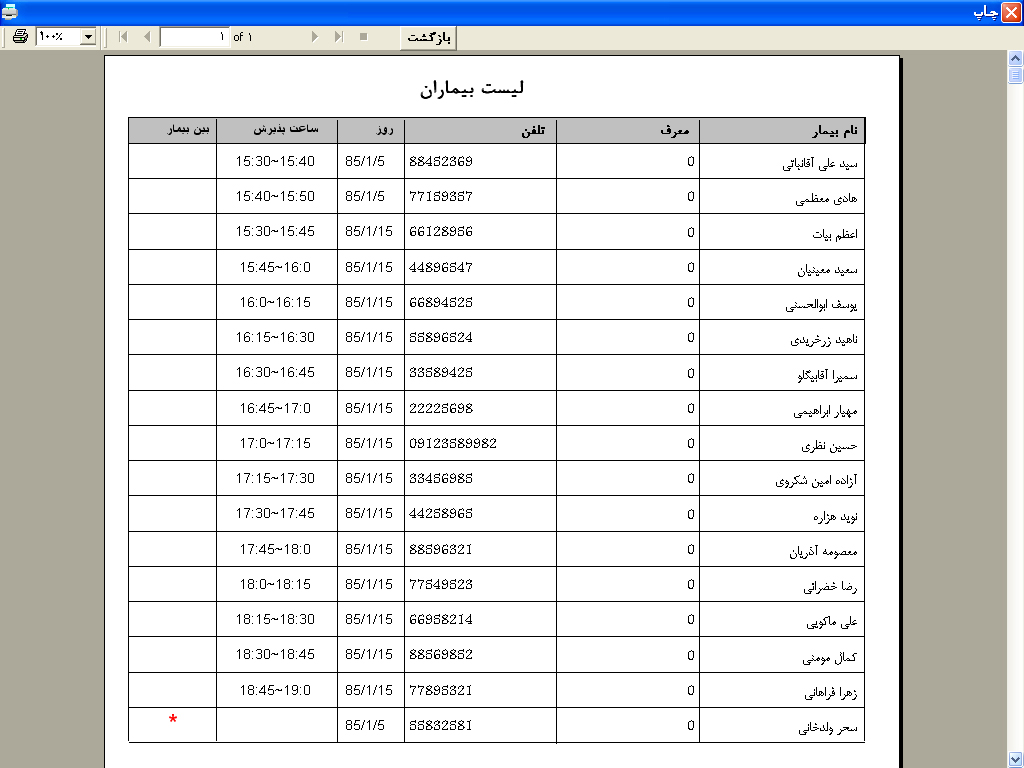 چاپ
۱۰۰% ۱ of ۱ بازگشت
لیست بیماران
نام بیمار معرف تلفن روز ساعت پذیرش بین بیمار
سید علی آقانباتی 0 88452369 85/1/5 15:30~15:40
هادی معظمی 0 77159357 85/1/5 15:40~15:50
اعظم بیات 0 66128956 85/1/15 15:30~15:45
سعید معینیان 0 44896547 85/1/15 15:45~16:0
یوسف ابوالحسنی 0 66894525 85/1/15 16:0~16:15
ناهید زرخریدی 0 55896524 85/1/15 16:15~16:30
سمیرا آقابیگلو 0 33589425 85/1/15 16:30~16:45
مهیار ابراهیمی 0 22225698 85/1/15 16:45~17:0
حسین نظری 0 09123589982 85/1/15 17:0~17:15
آزاده امین شکروی 0 33456985 85/1/15 17:15~17:30
نوید هزاره 0 44258965 85/1/15 17:30~17:45
معصومه آذریان 0 88596321 85/1/15 17:45~18:0
رضا خضرائی 0 77549523 85/1/15 18:0~18:15
علی ماکویی 0 66958214 85/1/15 18:15~18:30
کمال مومنی 0 88569852 85/1/15 18:30~18:45
زهرا فراهانی 0 77895321 85/1/15 18:45~19:0
سحر ولدخانی 0 55832581 85/1/5 *